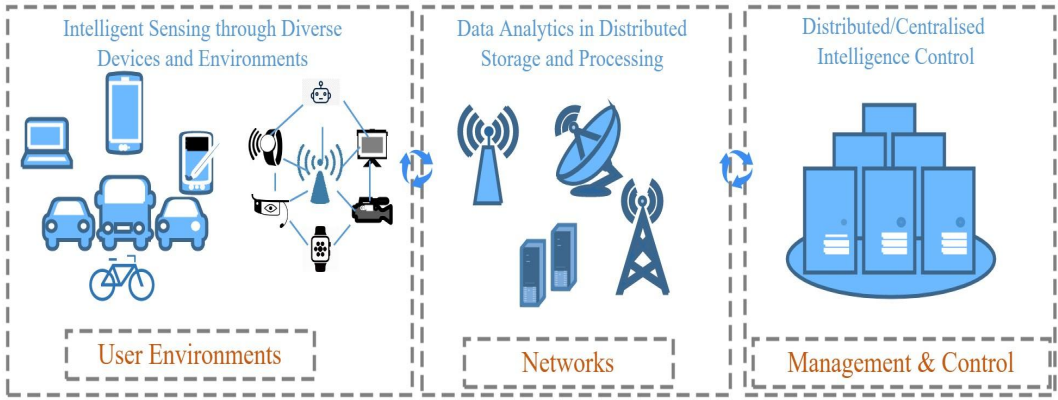 Intelligent Sensing through Diverse
Devices and Environments
User Environments
Data Analytics in Distributed
Storage and Processing
Networks
Distributed/Centralised
Intelligence Control
Management & Control